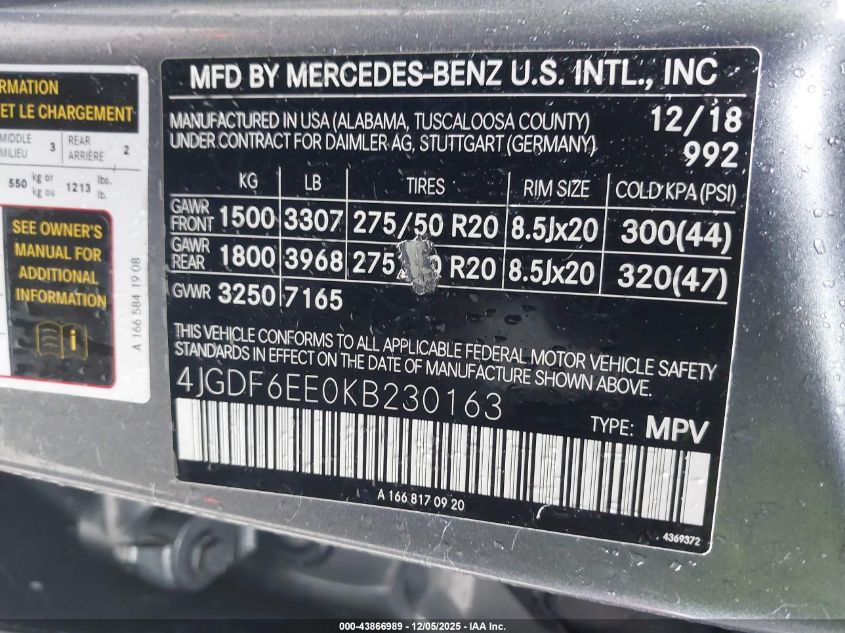 RMATION
ET LE CHARGEMENT
MIDDLE MILIEU 3 REAR ARRIÈRE 2
550 kg or kg ou 1213 lbs. lb.
SEE OWNER'S
MANUAL FOR
ADDITIONAL
INFORMATION
A 166 584 19 08
MFD BY MERCEDES-BENZ U.S. INTL., INC
MANUFACTURED IN USA (ALABAMA, TUSCALOOSA COUNTY) 12/18
UNDER CONTRACT FOR DAIMLER AG, STUTTGART (GERMANY) 992
KG LB TIRES RIM SIZE COLD KPA (PSI)
GAWR FRONT 1500 3307 275/50 R20 8.5Jx20 300(44)
GAWR REAR 1800 3968 275 R20 8.5Jx20 320(47)
GVWR 3250 7165
THIS VEHICLE CONFORMS TO ALL APPLICABLE FEDERAL MOTOR VEHICLE SAFETY
STANDARDS IN EFFECT ON THE DATE OF MANUFACTURE SHOWN ABOVE.
4JGDF6EE0KB230163
TYPE: MPV
A 166 817 09 20
4369372
000-43866989 - 12/05/2025 - IAA Inc.